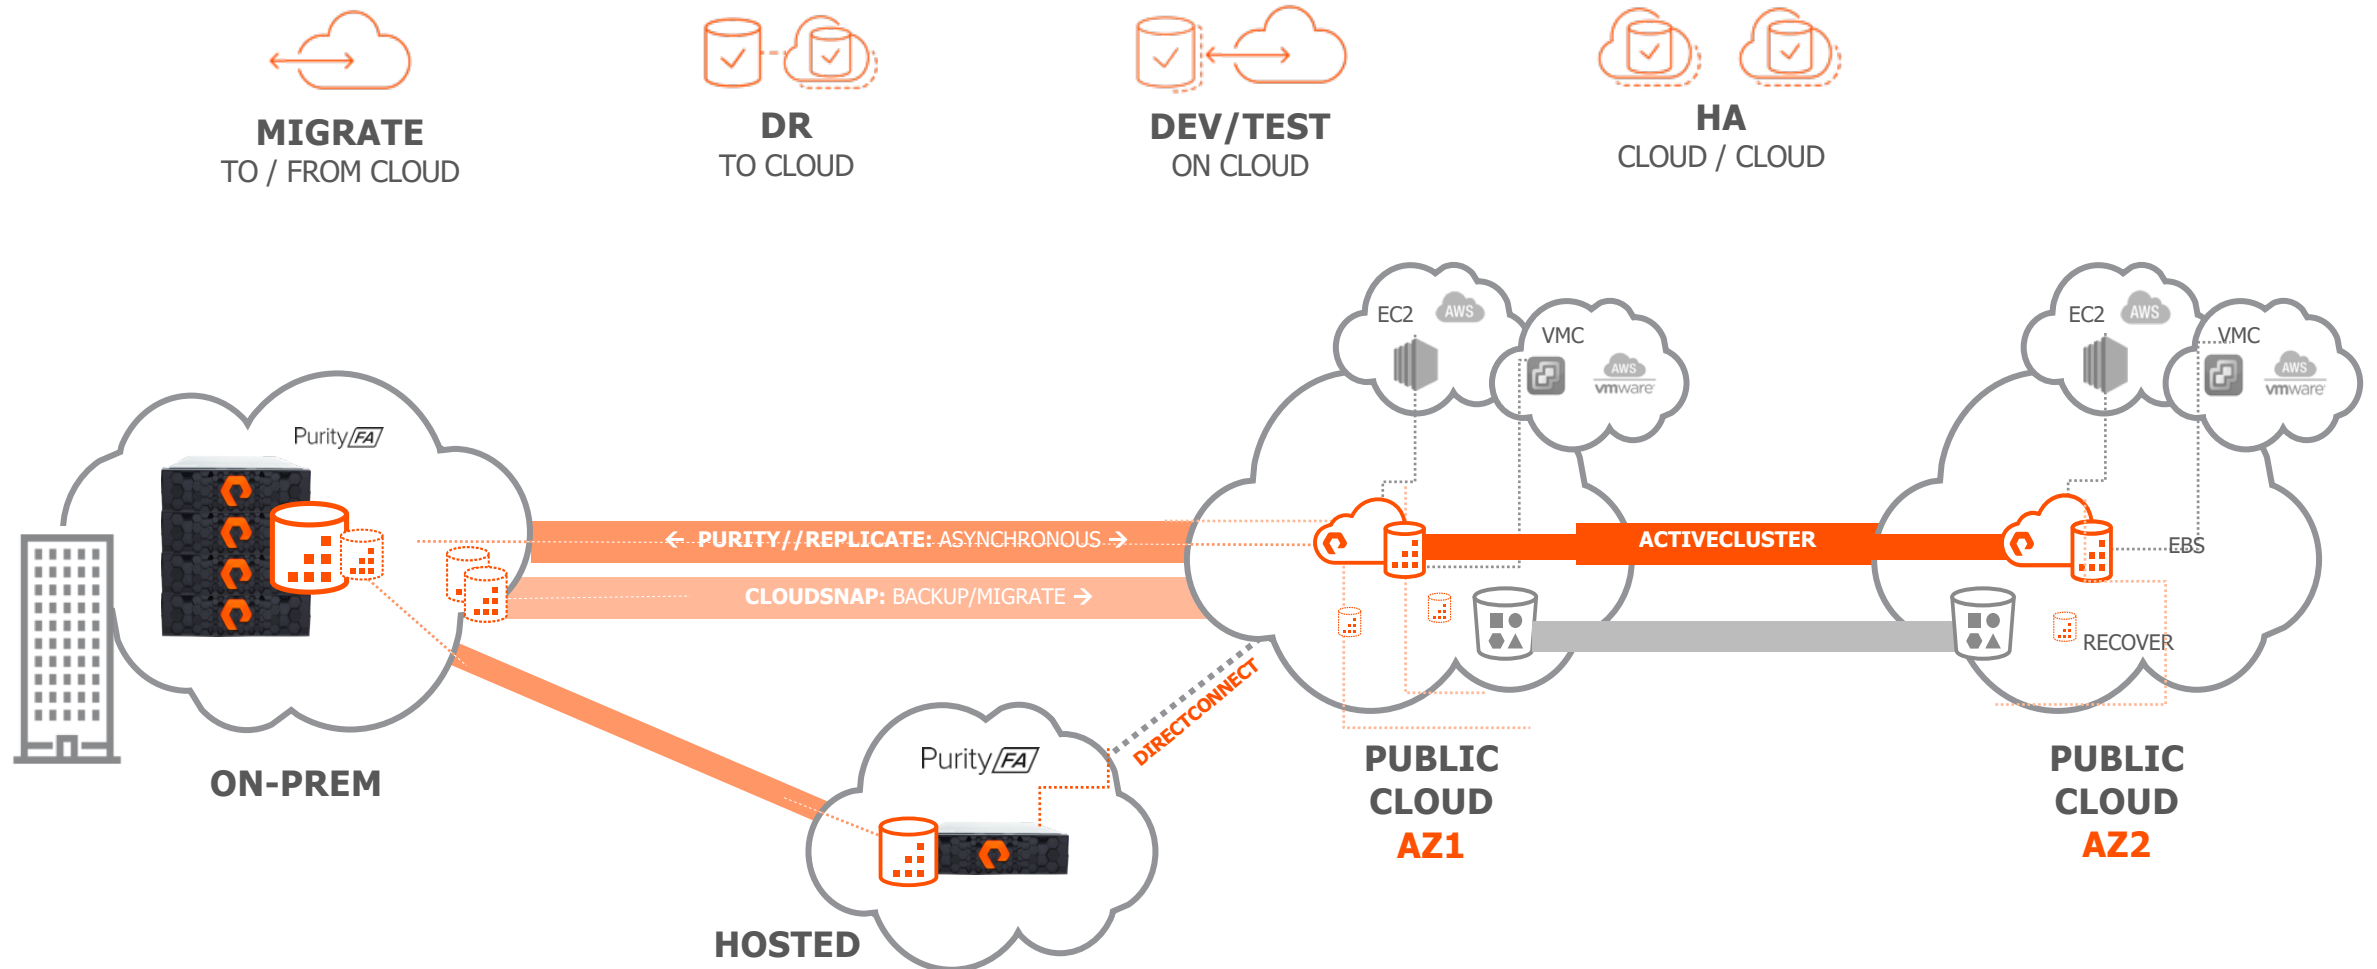 MIGRATE
TO / FROM CLOUD
DR
TO CLOUD
DEV/TEST
ON CLOUD
HA
CLOUD / CLOUD
EC2
AWS
VMC
AWS
vmware
EC2
AWS
VMC
AWS
vmware
Purity/FA/
← PURITY//REPLICATE: ASYNCHRONOUS →
CLOUDSNAP: BACKUP/MIGRATE →
ACTIVECLUSTER
EBS
RECOVER
DIRECTCONNECT
Purity/FA/
ON-PREM
HOSTED
PUBLIC
CLOUD
AZ1
PUBLIC
CLOUD
AZ2